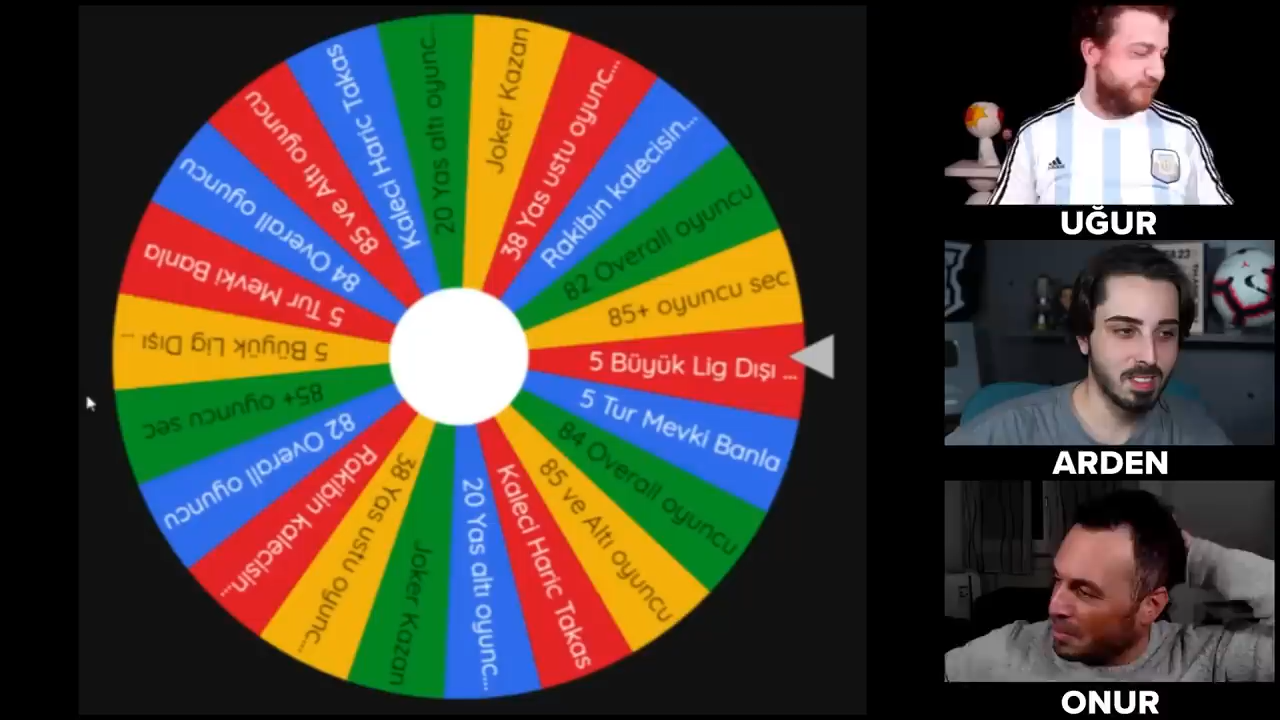 Joker Kazan
38 Yas ustu oyunc...
Rakibin kalecisin...
82 Overall oyuncu
85+ oyuncu sec
5 Büyük Lig Dışı ...
5 Tur Mevki Banla
84 Overall oyuncu
85 ve Altı oyuncu
Kaleci Haric Takas
20 Yas altı oyunc...
Joker Kazan
38 Yas ustu oyunc...
Rakibin kalecisin...
82 Overall oyuncu
85+ oyuncu sec
5 Büyük Lig Dışı ...
5 Tur Mevki Banla
84 Overall oyuncu
85 ve Altı oyuncu
Kaleci Haric Takas
20 Yas altı oyunc...
adidas
UĞUR
ARDEN
ONUR